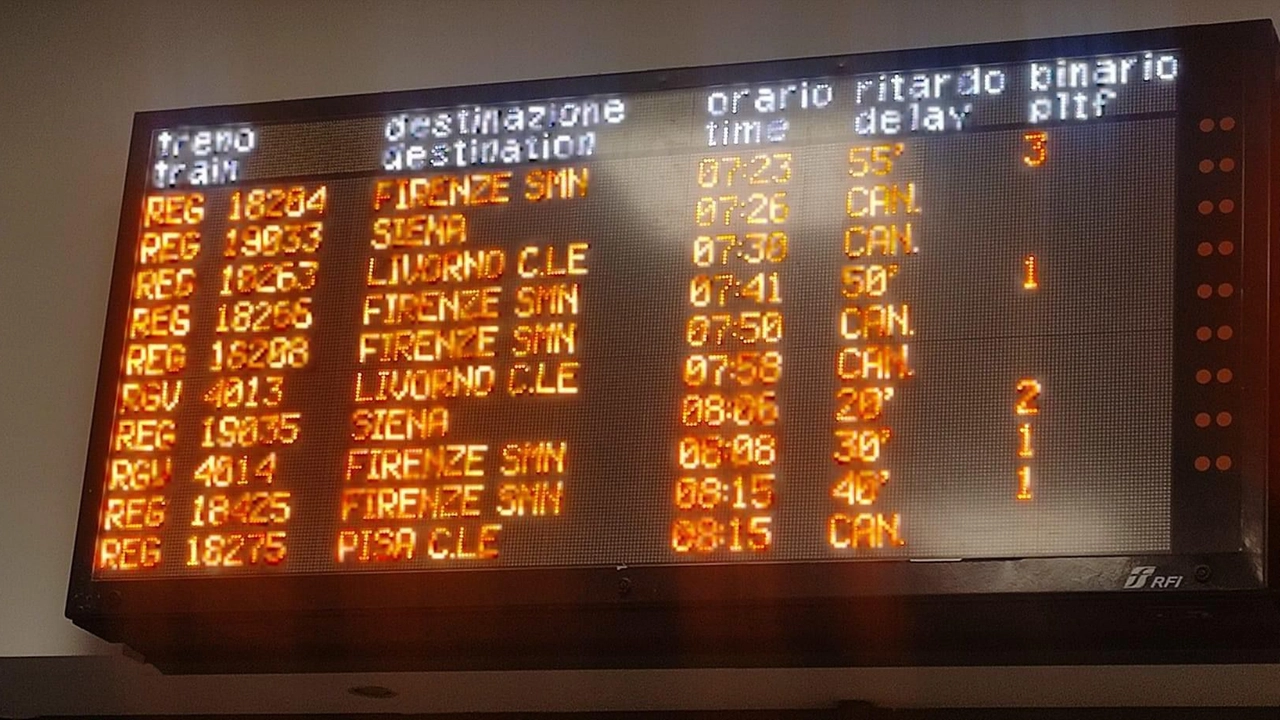 treno destinazione orario ritardo binario
train destination time delay pltf
REG 18204 FIRENZE SMN 07:23 55' 3
REG 19033 SIENA 07:26 CAN.
REG 18263 LIVORNO C.LE 07:38 CAN.
REG 18266 FIRENZE SMN 07:41 50' 1
REG 18208 FIRENZE SMN 07:50 CAN.
RGV 4013 LIVORNO C.LE 07:58 CAN.
REG 19035 SIENA 08:06 20' 2
RGV 4014 FIRENZE SMN 08:08 30' 1
REG 18425 FIRENZE SMN 08:15 40' 1
REG 18275 PISA C.LE 08:15 CAN.
RFI